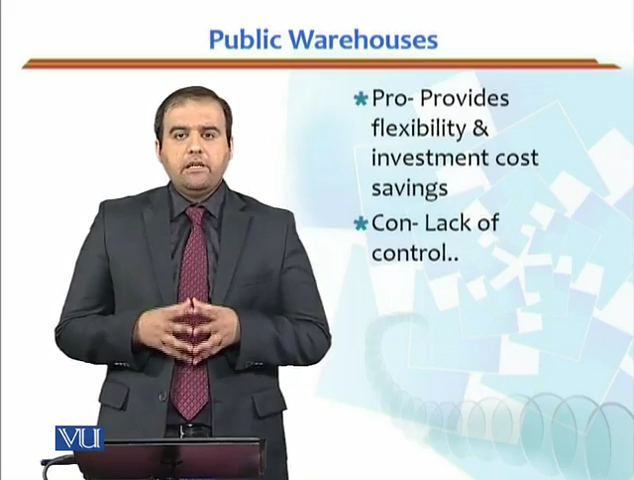 Public Warehouses
* Pro- Provides
flexibility &
investment cost
savings
* Con- Lack of
control..
VU